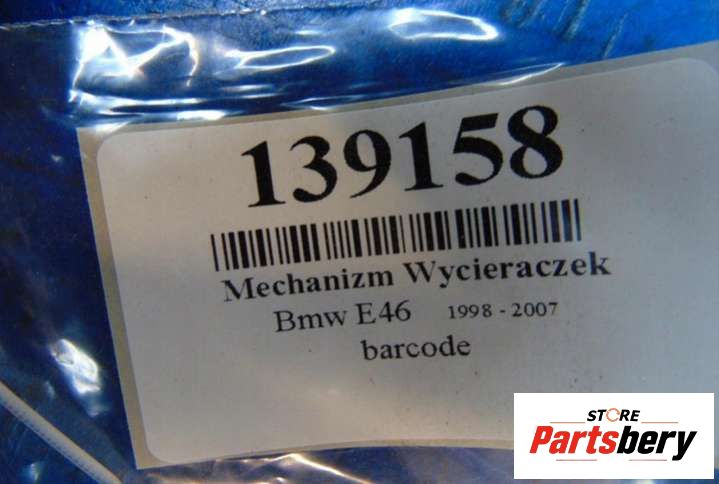 139158
Mechanizm Wycieraczek
Bmw E46 1998 - 2007
barcode
STORE
Partsbery